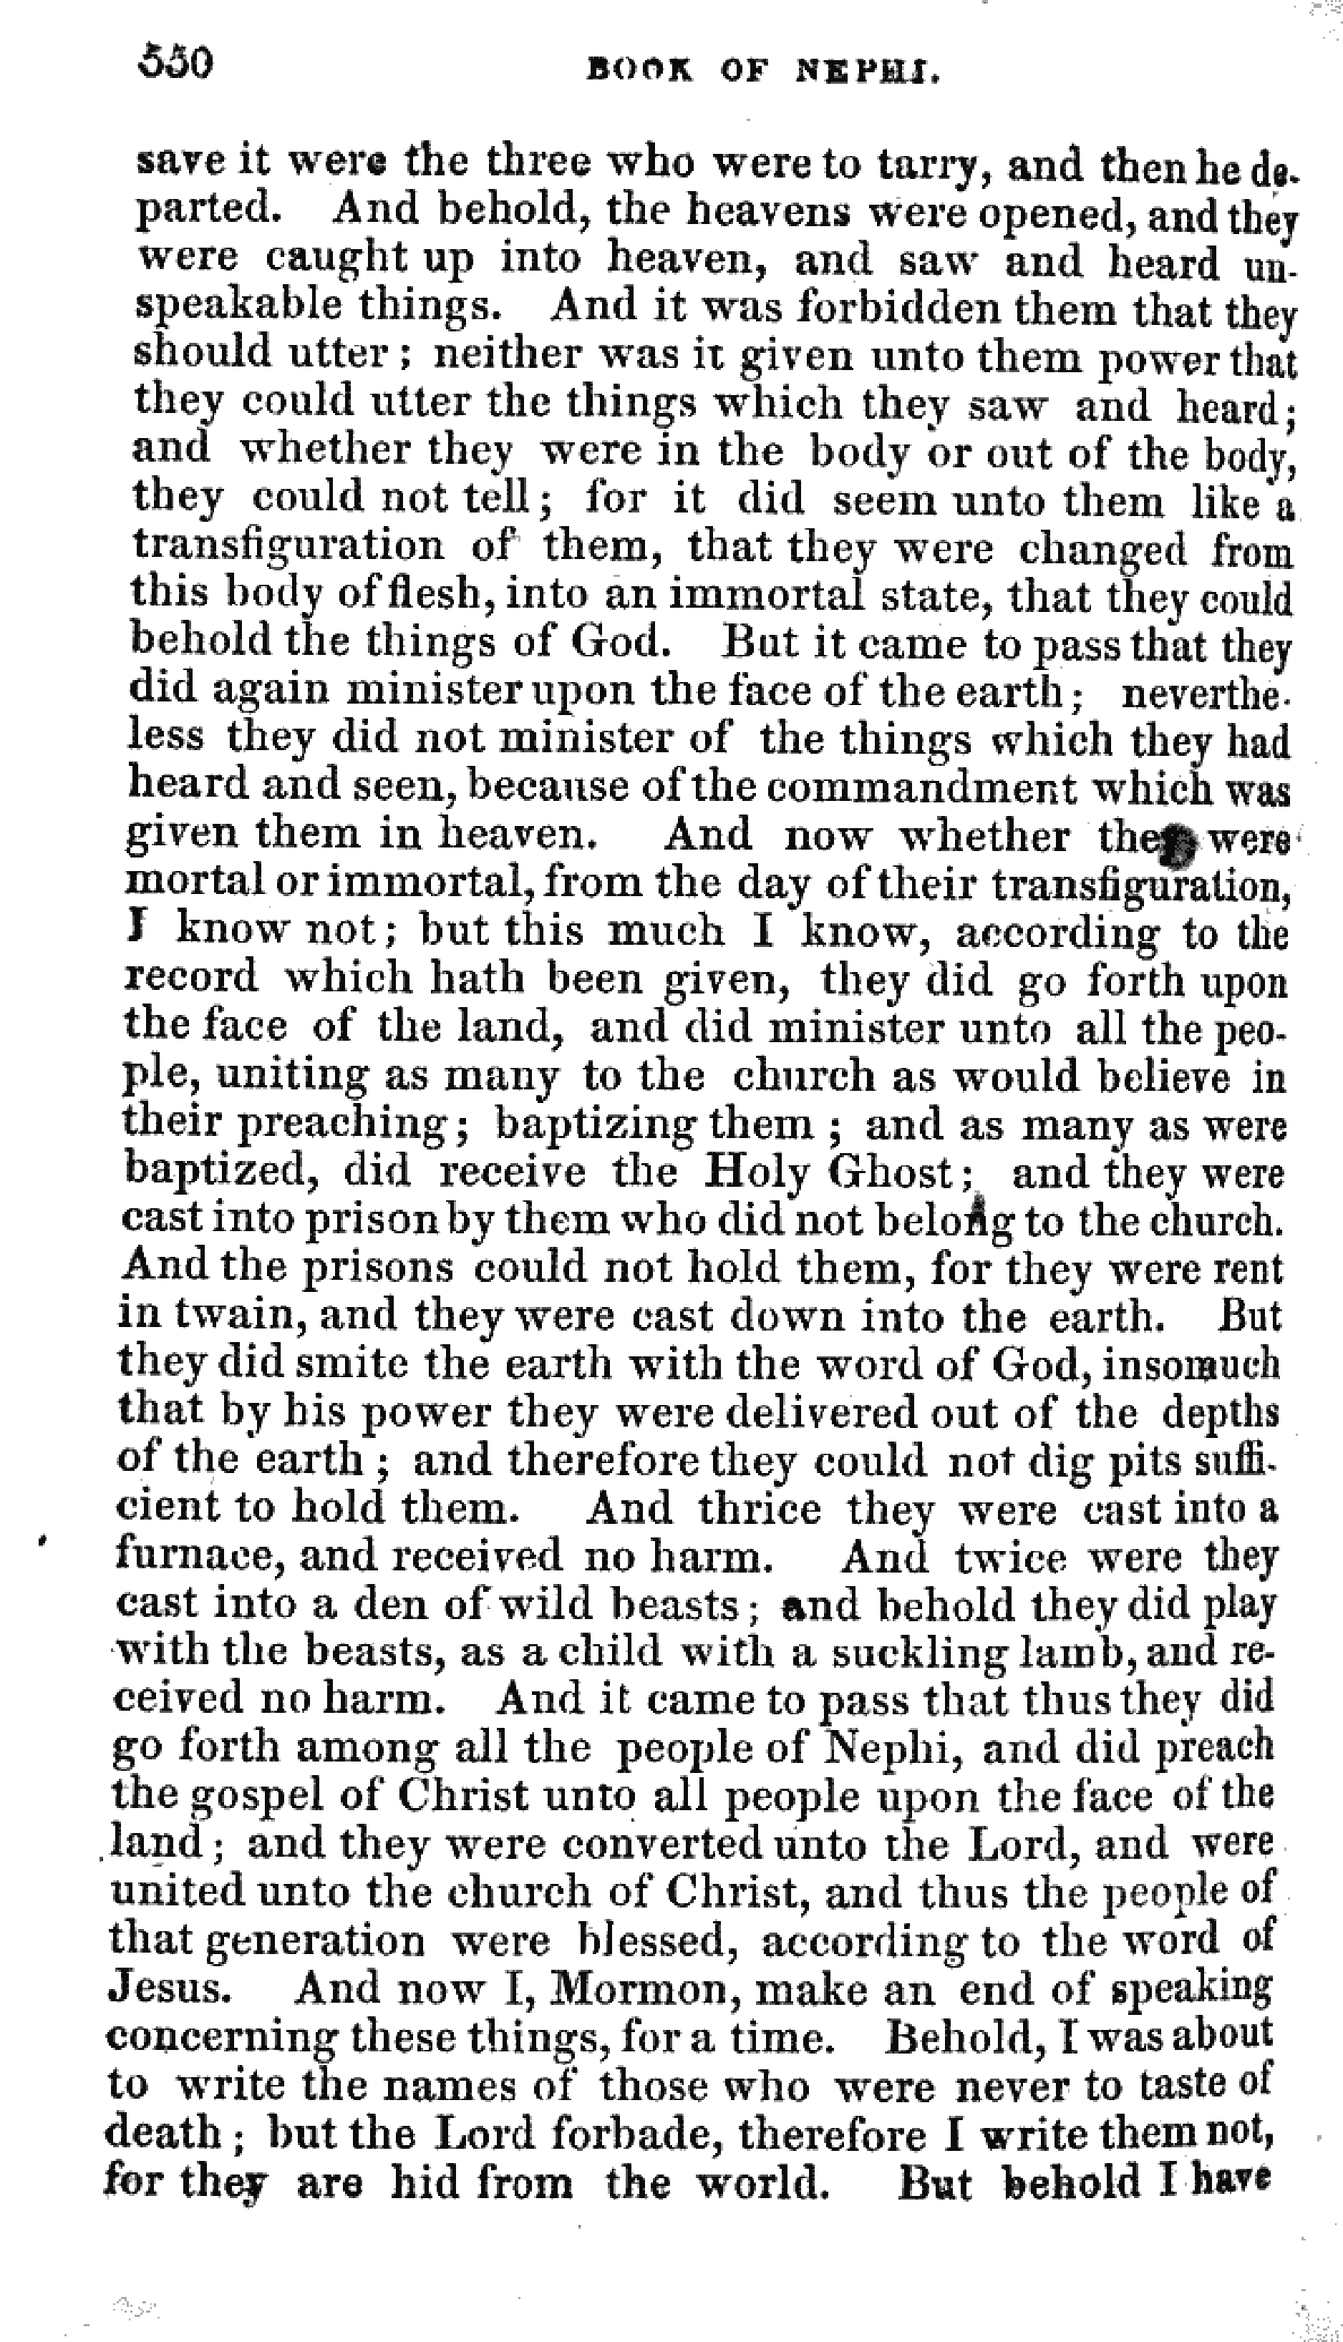 550 BOOK OF NEPHI.
save it were the three who were to tarry, and then he de-
parted. And behold, the heavens were opened, and they
were caught up into heaven, and saw and heard un-
speakable things. And it was forbidden them that they
should utter; neither was it given unto them power that
they could utter the things which they saw and heard;
and whether they were in the body or out of the body,
they could not tell; for it did seem unto them like a
transfiguration of them, that they were changed from
this body of flesh, into an immortal state, that they could
behold the things of God. But it came to pass that they
did again minister upon the face of the earth; neverthe-
less they did not minister of the things which they had
heard and seen, because of the commandment which was
given them in heaven. And now whether they were
mortal or immortal, from the day of their transfiguration,
I know not; but this much I know, according to the
record which hath been given, they did go forth upon
the face of the land, and did minister unto all the peo-
ple, uniting as many to the church as would believe in
their preaching; baptizing them; and as many as were
baptized, did receive the Holy Ghost; and they were
cast into prison by them who did not belong to the church.
And the prisons could not hold them, for they were rent
in twain, and they were cast down into the earth. But
they did smite the earth with the word of God, insomuch
that by his power they were delivered out of the depths
of the earth; and therefore they could not dig pits suffi-
cient to hold them. And thrice they were cast into a
furnace, and received no harm. And twice were they
cast into a den of wild beasts; and behold they did play
with the beasts, as a child with a suckling lamb, and re-
ceived no harm. And it came to pass that thus they did
go forth among all the people of Nephi, and did preach
the gospel of Christ unto all people upon the face of the
land; and they were converted unto the Lord, and were
united unto the church of Christ, and thus the people of
that generation were blessed, according to the word of
Jesus. And now I, Mormon, make an end of speaking
concerning these things, for a time. Behold, I was about
to write the names of those who were never to taste of
death; but the Lord forbade, therefore I write them not,
for they are hid from the world. But behold I have